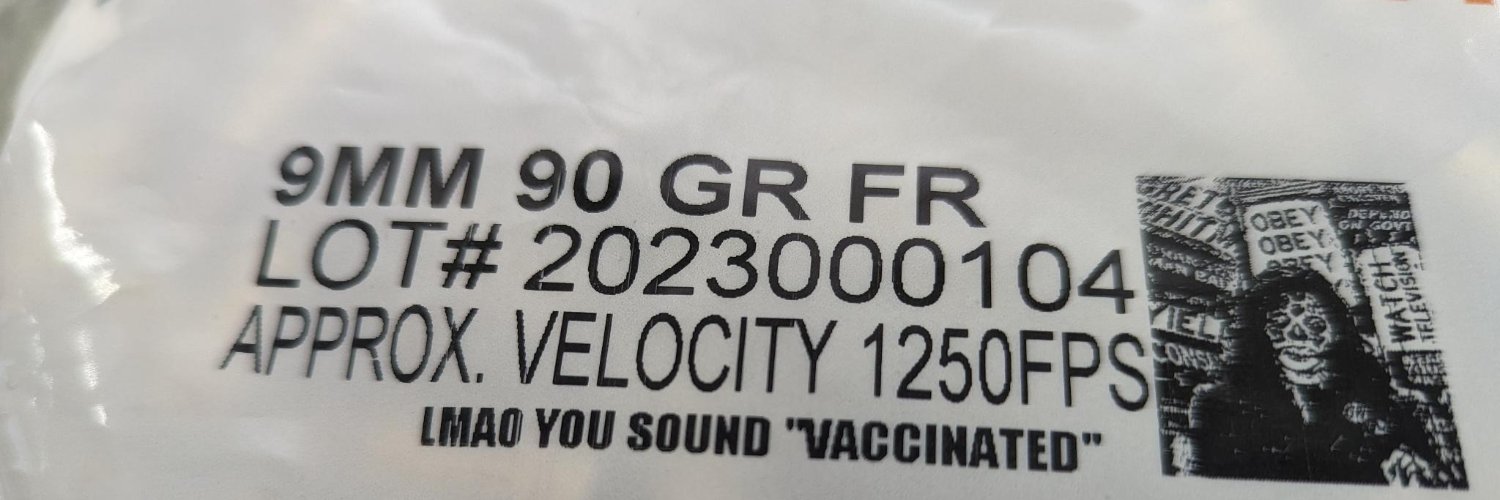 9MM 90 GR FR
LOT# 2023000104
APPROX. VELOCITY 1250FPS
LMAO YOU SOUND "VACCINATED"
OBEY
OBEY
WATCH
TELEVISION